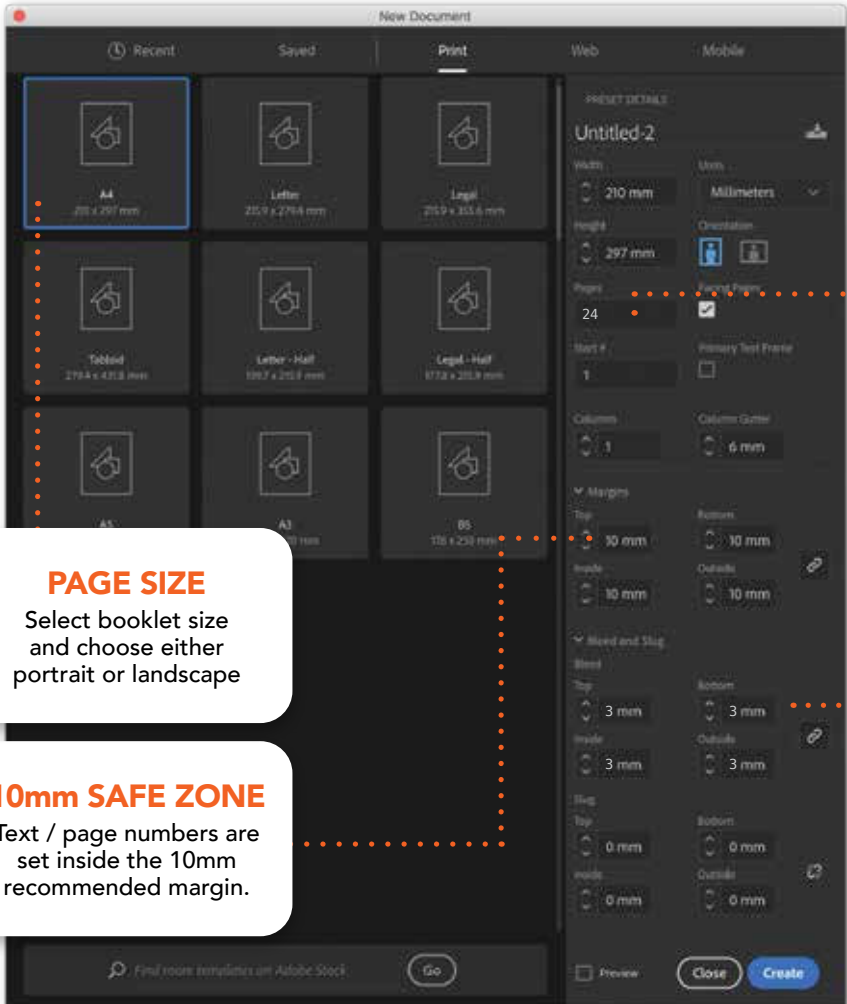 New Document
Recent
Saved
Print
Web
Mobile
A4
210 x 297 mm
Letter
215.9 x 279.4 mm
Legal
215.9 x 355.6 mm
Tabloid
279.4 x 431.8 mm
Letter - Half
139.7 x 215.9 mm
Legal - Half
177.8 x 215.9 mm
A5
A3
mm
B5
176 x 250 mm
PAGE SIZE
Select booklet size
and choose either
portrait or landscape
10mm SAFE ZONE
Text / page numbers are
set inside the 10mm
recommended margin.
Find more templates on Adobe Stock
Go
PRESET DETAILS
Untitled-2
Width
Units
210 mm
Millimeters
Height
Orientation
297 mm
Pages
Facing Pages
24
Start #
Primary Text Frame
1
Columns
Column Gutter
1
6 mm
Margins
Top
Bottom
10 mm
10 mm
Inside
Outside
10 mm
10 mm
Bleed and Slug
Bleed
Top
Bottom
3 mm
3 mm
Inside
Outside
3 mm
3 mm
Slug
Top
Bottom
0 mm
0 mm
Inside
Outside
0 mm
0 mm
Preview
Close
Create